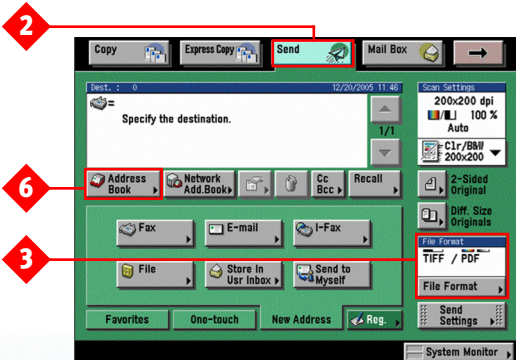 2
Copy
Express Copy
Send
Mail Box
Dest. : 0
12/20/2005 11:46
Specify the destination.
1/1
Scan Settings
200x200 dpi
100 %
Auto
Clr/B&W
200x200
6
Address
Book
Network
Add.Book
Cc
Bcc
Recall
2-Sided
Original
Diff. Size
Originals
3
Fax
E-mail
I-Fax
File
Store In
Usr Inbox
Send to
Myself
File Format
TIFF / PDF
File Format
Favorites
One-touch
New Address
Reg.
Send
Settings
System Monitor